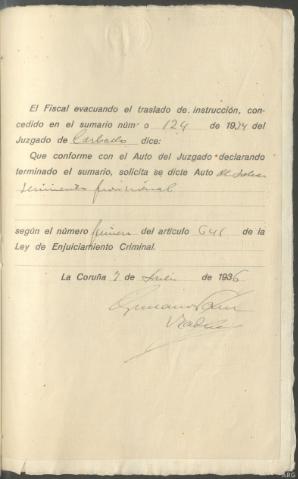 El Fiscal evacuando el traslado de instrucción, con-
cedido en el sumario núm o 124 de 1934 del
Juzgado de Carballo dice:
Que conforme con el Auto del Juzgado declarando
terminado el sumario, solicita se dicte Auto de sobre-
seimiento provisional
según el número primero del artículo 641 de la
Ley de Enjuiciamiento Criminal.
La Coruña 7 de Julio de 1936
ARG